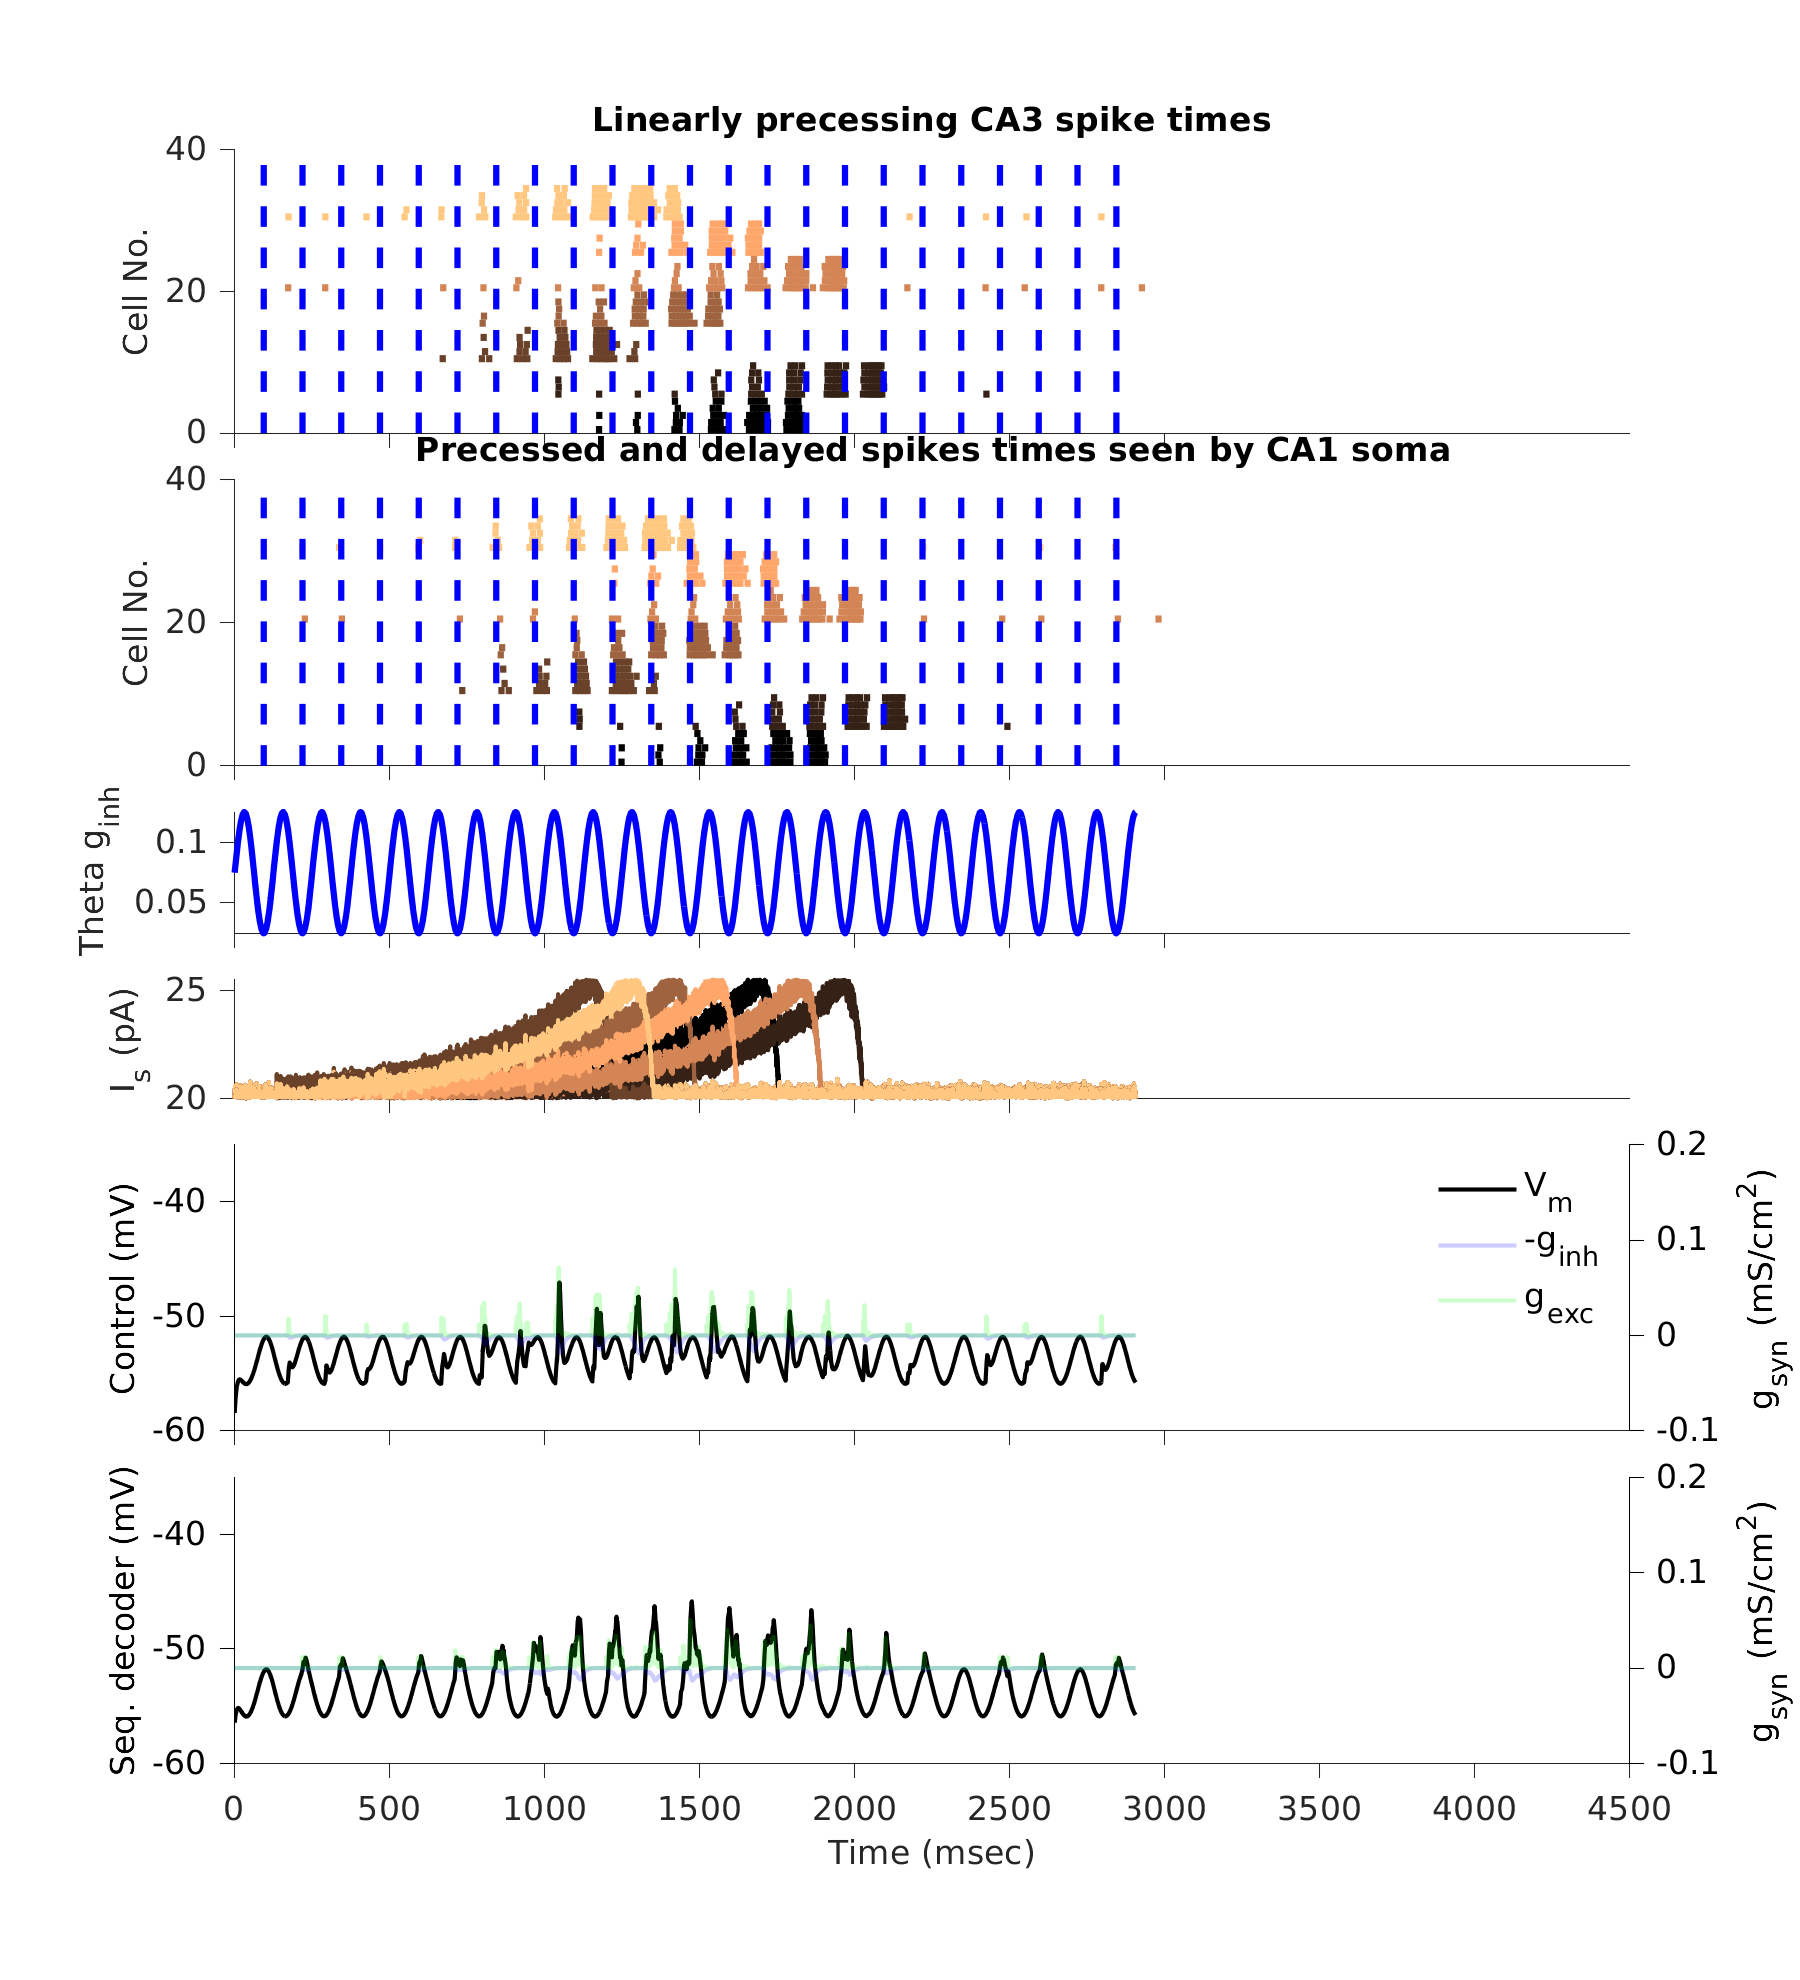 Linearly precessing CA3 spike times
40
20
0
Cell No.
Precessed and delayed spikes times seen by CA1 soma
40
20
0
Cell No.
0.1
0.05
Theta g_inh
25
20
I_s (pA)
-40
-50
-60
Control (mV)
V_m
-g_inh
g_exc
0.2
0.1
0
-0.1
g_syn (mS/cm^2)
-40
-50
-60
Seq. decoder (mV)
0.2
0.1
0
-0.1
g_syn (mS/cm^2)
0 500 1000 1500 2000 2500 3000 3500 4000 4500
Time (msec)